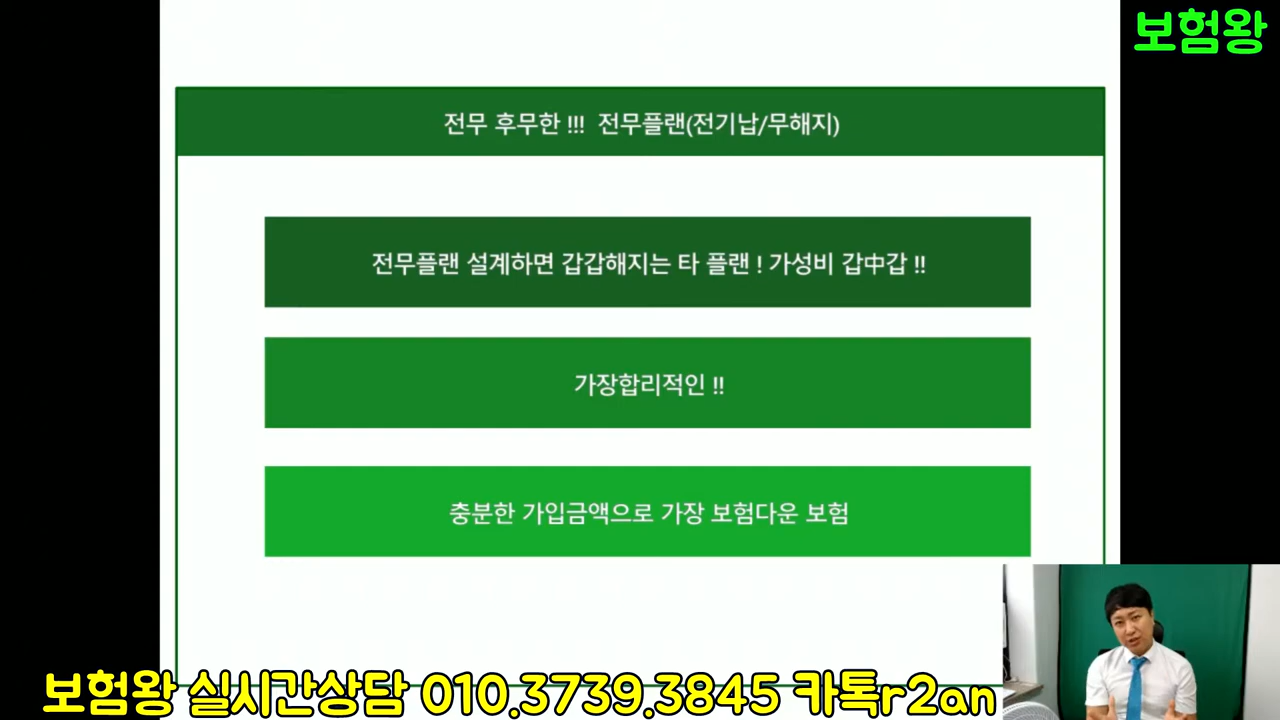 보험왕
전무 후무한 !!! 전무플랜(전기납/무해지)
전무플랜 설계하면 갑갑해지는 타 플랜 ! 가성비 갑中갑 !!
가장합리적인 !!
충분한 가입금액으로 가장 보험다운 보험
보험왕 실시간상담 010.3739.3845 카톡r2an